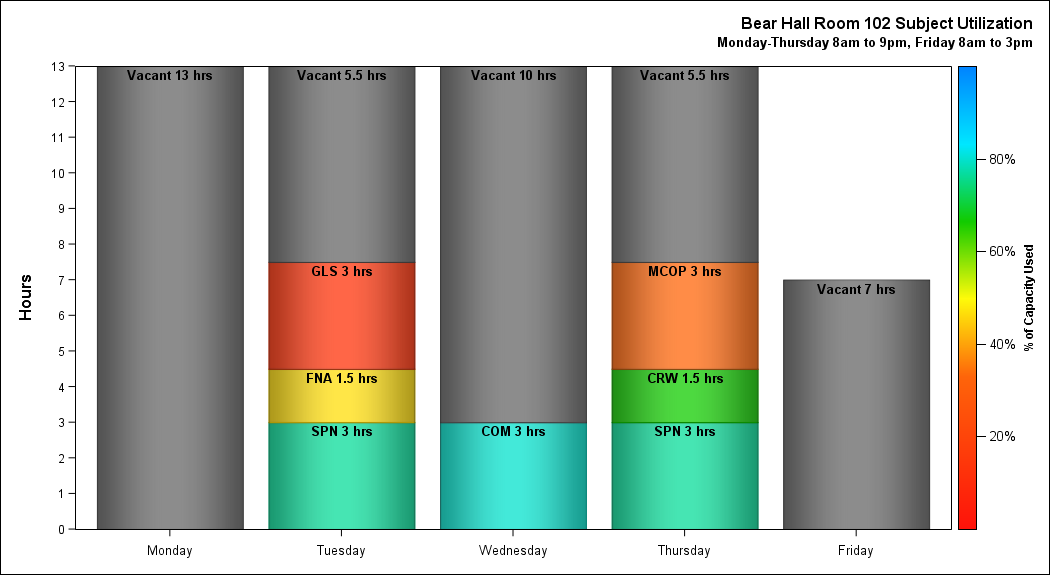 Bear Hall Room 102 Subject Utilization
Monday-Thursday 8am to 9pm, Friday 8am to 3pm
Hours
13
12
11
10
9
8
7
6
5
4
3
2
1
0
Vacant 13 hrs
Vacant 5.5 hrs
GLS 3 hrs
FNA 1.5 hrs
SPN 3 hrs
Vacant 10 hrs
COM 3 hrs
Vacant 5.5 hrs
MCOP 3 hrs
CRW 1.5 hrs
SPN 3 hrs
Vacant 7 hrs
Monday
Tuesday
Wednesday
Thursday
Friday
80%
60%
40%
20%
% of Capacity Used